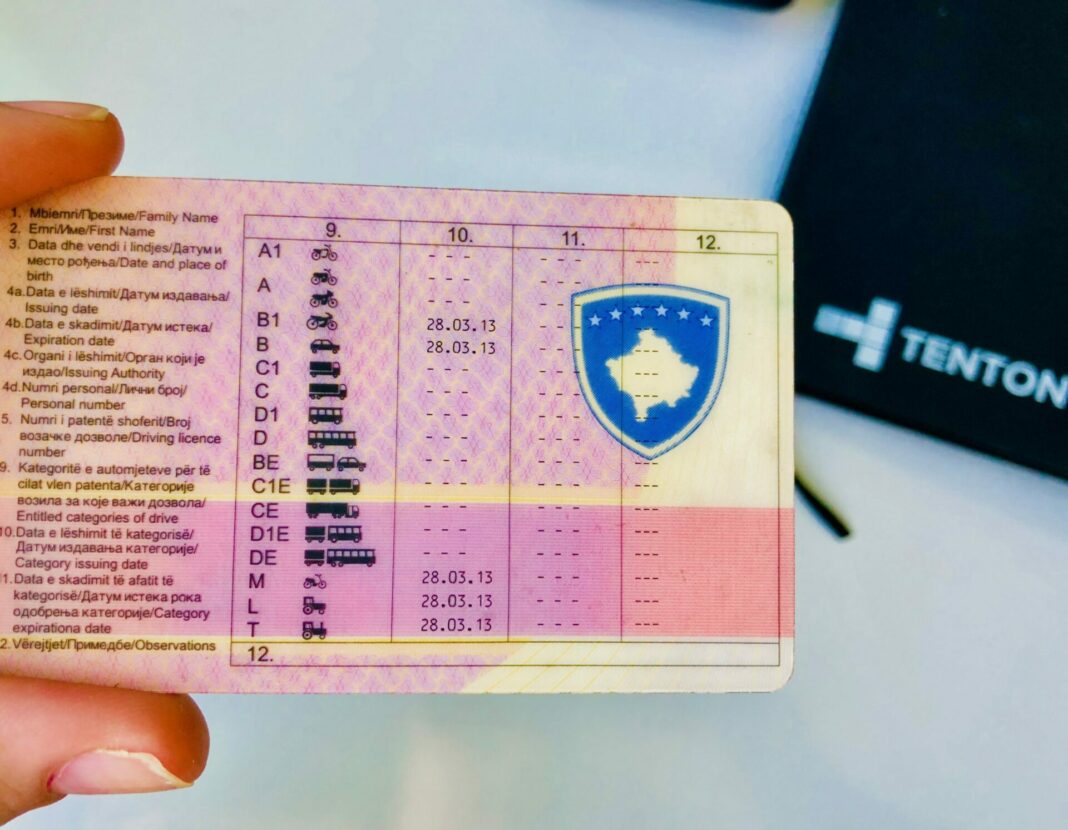 1. Mbiemri/Презиме/Family Name
2. Emri/Име/First Name
3. Data dhe vendi i lindjes/Датум и
место рођења/Date and place of
birth
4a.Data e lëshimit/Датум издавања/
Issuing date
4b.Data e skadimit/Датум истека/
Expiration date
4c.Organi i lëshimit/Орган који је
издао/Issuing Authority
4d.Numri personal/Лични број/
Personal number
5. Numri i patentë shoferit/Broj
возачке дозволе/Driving licence
number
9. Kategoritë e automjeteve për të
cilat vlen patenta/Категорије
возила за које важи дозвола/
Entitled categories of drive
10.Data e lëshimit të kategorisë/
Датум издавања категорије/
Category issuing date
1.Data e skadimit të afatit të
kategorisë/Датум истека рока
одобрења категорије/Category
expirationa date
2.Vërejtjet/Примедбе/Observations
9. 10. 11. 12.
A1 - - - - - - ---
A - - - - - - ---
- - - - - - ---
B1 28.03.13 - - - ---
B 28.03.13 - - - ---
C1 - - - - - - ---
C - - - - - - ---
D1 - - - - - - ---
D - - - - - - ---
BE - - - - - - ---
C1E - - - - - - ---
CE - - - - - - ---
D1E - - - - - - ---
DE - - - - - - ---
M 28.03.13 - - - ---
L 28.03.13 - - - ---
T 28.03.13 - - - ---
12.
TENTON